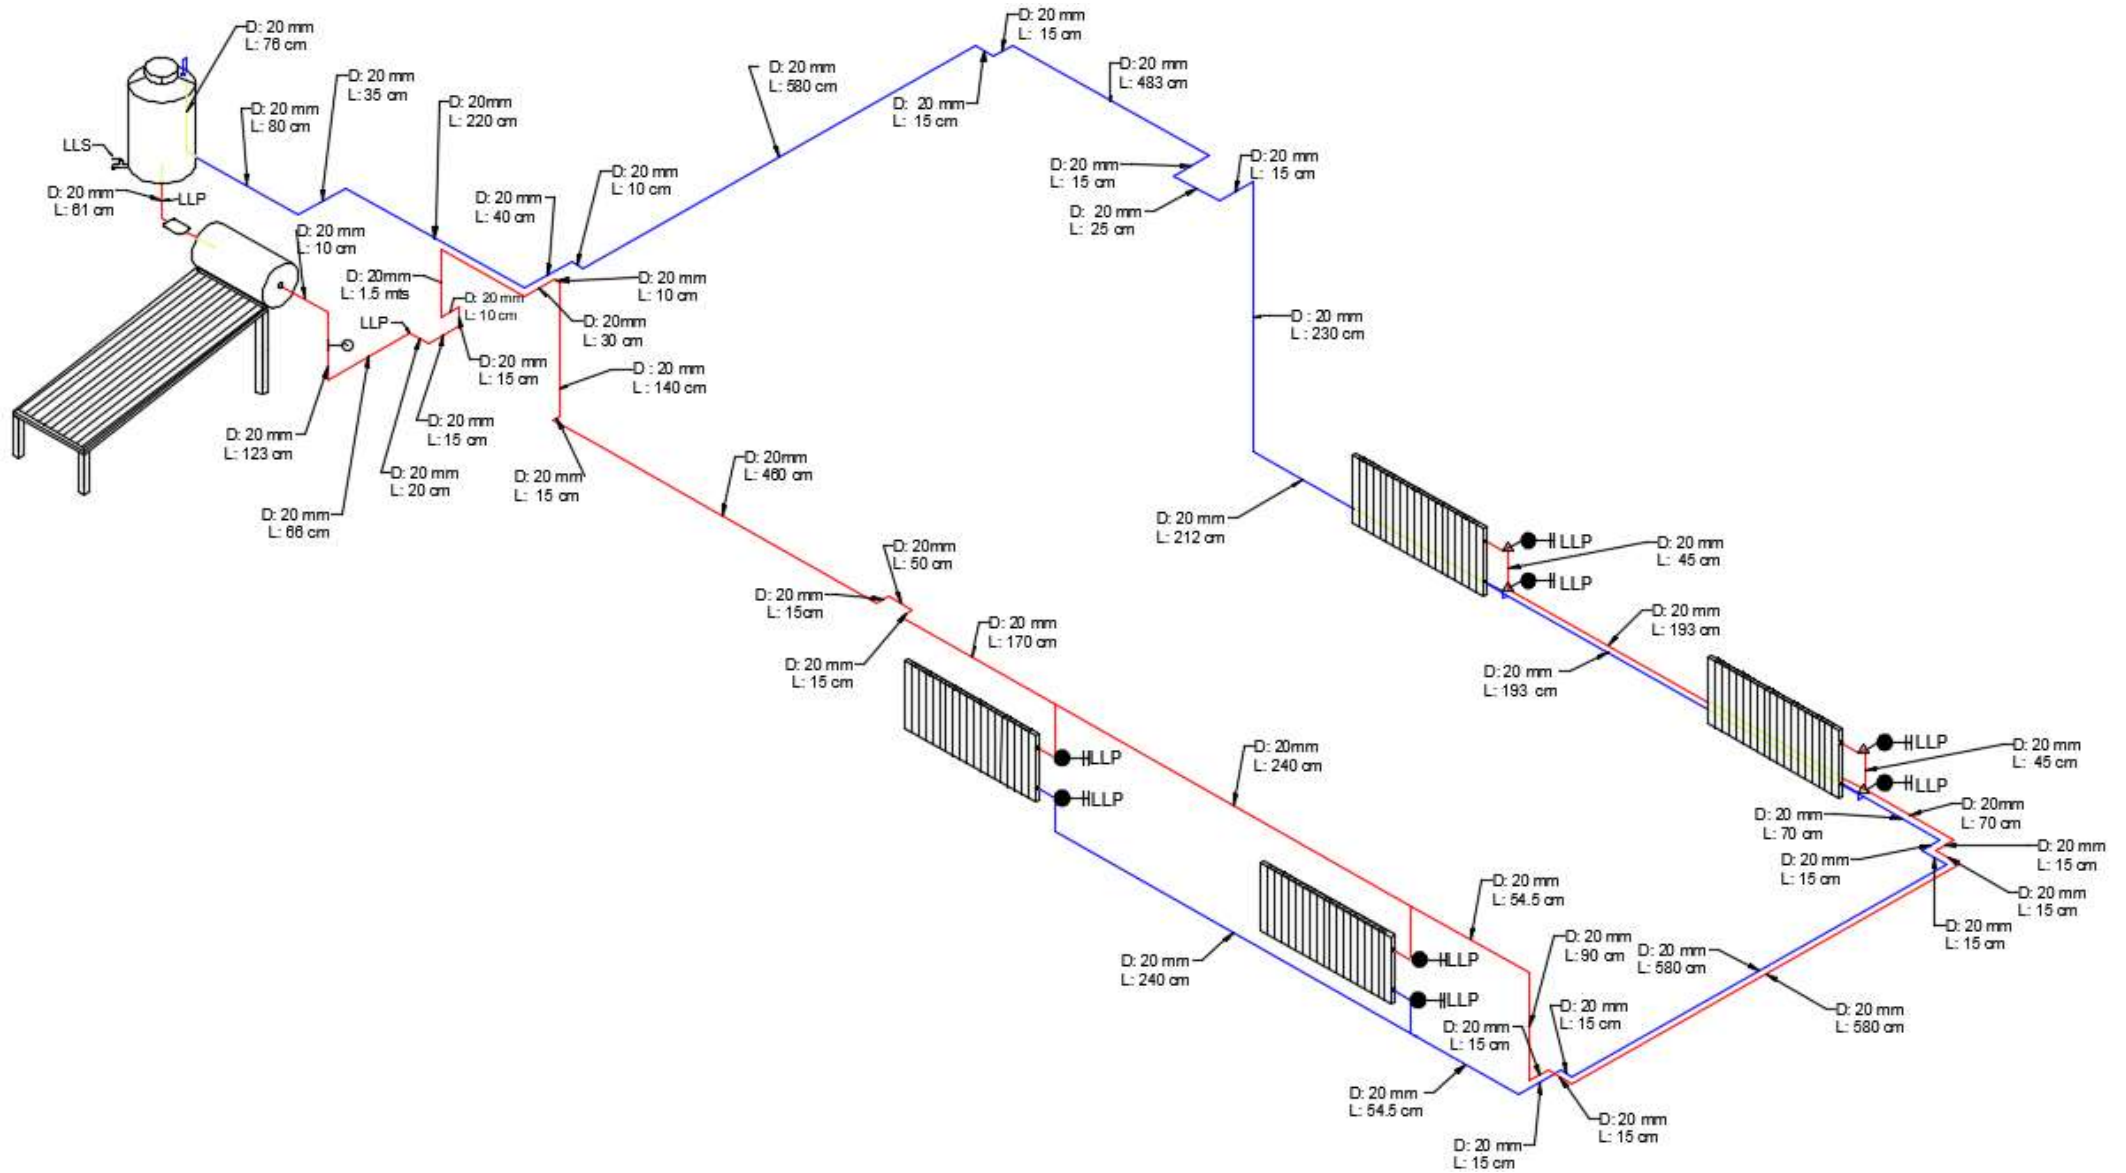 D: 20 mm
L: 76 cm
D: 20 mm
L: 15 cm
D: 20 mm
L: 35 cm
D: 20 mm
L: 580 cm
D: 20 mm
L: 483 cm
D: 20 mm
L: 80 cm
D: 20mm
L: 220 cm
D: 20 mm
L: 15 cm
LLS
D: 20 mm
L: 15 cm
D: 20 mm
L: 15 cm
D: 20 mm
L: 10 cm
D: 20 mm
L: 61 cm
LLP
D: 20 mm
L: 40 cm
D: 20 mm
L: 25 cm
D: 20 mm
L: 10 cm
D: 20mm
L: 1.5 mts
D: 20 mm
L: 10 cm
D: 20 mm
L: 10 cm
LLP
D: 20mm
L: 30 cm
D : 20 mm
L : 230 cm
D: 20 mm
L: 15 cm
D : 20 mm
L : 140 cm
D: 20 mm
L: 123 cm
D: 20 mm
L: 15 cm
D: 20 mm
L: 20 cm
D: 20 mm
L: 15 cm
D: 20mm
L: 460 cm
D: 20 mm
L: 66 cm
D: 20 mm
L: 212 cm
LLP
LLP
D: 20 mm
L: 45 cm
D: 20mm
L: 50 cm
D: 20 mm
L: 15cm
D: 20 mm
L: 193 cm
D: 20 mm
L: 170 cm
D: 20 mm
L: 15 cm
D: 20 mm
L: 193 cm
LLP
LLP
D: 20mm
L: 240 cm
LLP
LLP
D: 20 mm
L: 45 cm
D: 20 mm
L: 70 cm
D: 20mm
L: 70 cm
D: 20 mm
L: 15 cm
D: 20 mm
L: 15 cm
D: 20 mm
L: 54.5 cm
D: 20 mm
L: 15 cm
D: 20 mm
L: 15 cm
D: 20 mm
L: 240 cm
LLP
LLP
D: 20 mm
L: 90 cm
D: 20 mm
L: 580 cm
D: 20 mm
L: 580 cm
D: 20 mm
L: 15 cm
D: 20 mm
L: 15 cm
D: 20 mm
L: 54.5 cm
D: 20 mm
L: 15 cm
D: 20 mm
L: 15 cm